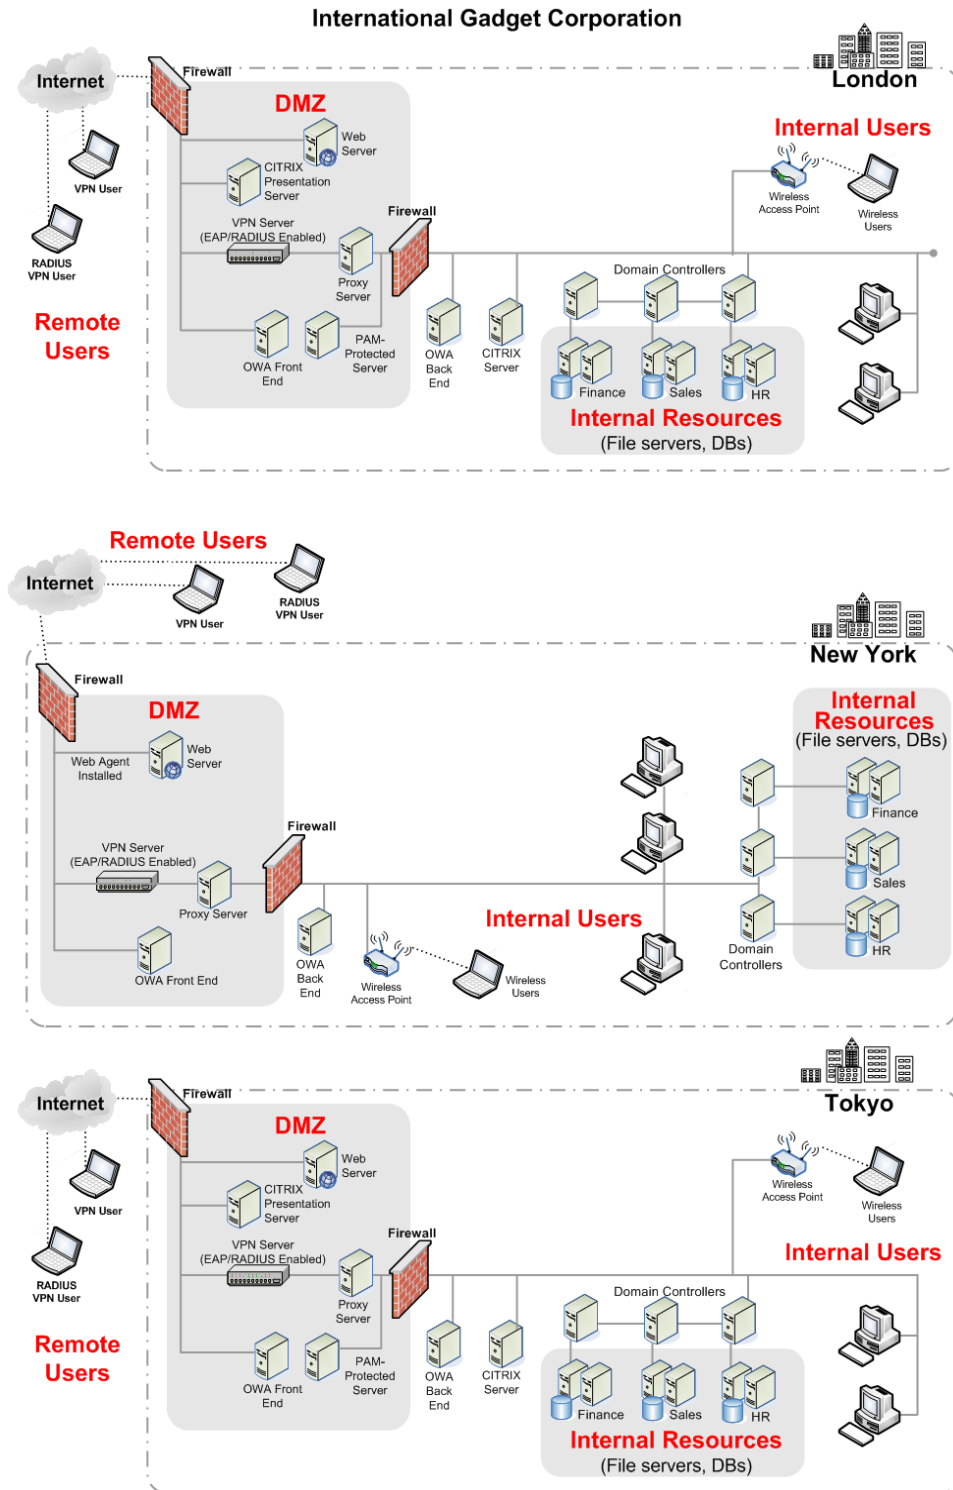 International Gadget Corporation
London
Internet
Firewall
DMZ
Web
Server
CITRIX
Presentation
Server
VPN User
RADIUS
VPN User
Remote
Users
VPN Server
(EAP/RADIUS Enabled)
Proxy
Server
Firewall
OWA Front
End
PAM-
Protected
Server
OWA
Back
End
CITRIX
Server
Internal Users
Wireless
Access Point
Wireless
Users
Domain Controllers
Finance
Sales
HR
Internal Resources
(File servers, DBs)
Remote Users
Internet
VPN User
RADIUS
VPN User
New York
Firewall
DMZ
Web Agent
Installed
Web
Server
VPN Server
(EAP/RADIUS Enabled)
Proxy Server
OWA Front End
Firewall
OWA
Back
End
Wireless
Access Point
Wireless
Users
Internal Users
Domain
Controllers
Internal
Resources
(File servers, DBs)
Finance
Sales
HR
Tokyo
Internet
Firewall
DMZ
Web
Server
CITRIX
Presentation
Server
VPN User
RADIUS
VPN User
Remote
Users
VPN Server
(EAP/RADIUS Enabled)
Proxy
Server
Firewall
OWA Front
End
PAM-
Protected
Server
OWA
Back
End
CITRIX
Server
Wireless
Access Point
Wireless
Users
Internal Users
Domain Controllers
Finance
Sales
HR
Internal Resources
(File servers, DBs)